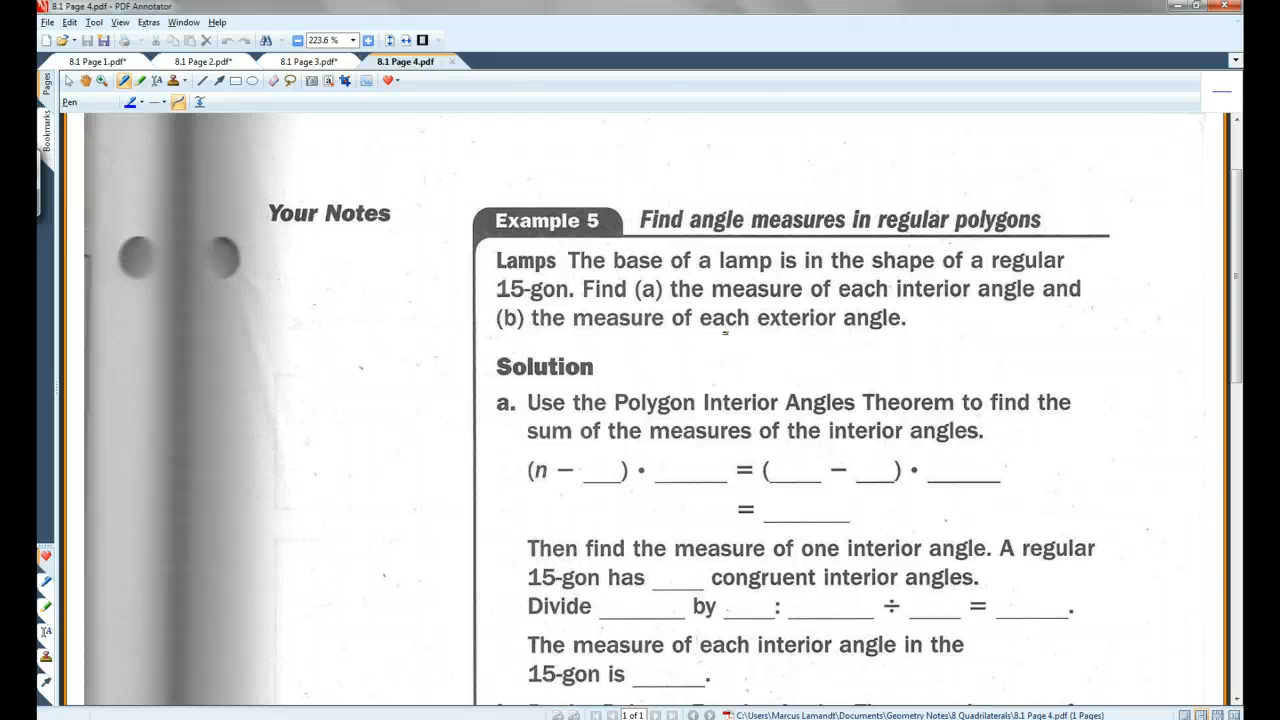 8.1 Page 4.pdf - PDF Annotator
File Edit Tool View Extras Window Help
223.6 %
8.1 Page 1.pdf* 8.1 Page 2.pdf* 8.1 Page 3.pdf* 8.1 Page 4.pdf
Pen
Pages
Bookmarks
Your Notes
Example 5 Find angle measures in regular polygons
Lamps The base of a lamp is in the shape of a regular
15-gon. Find (a) the measure of each interior angle and
(b) the measure of each exterior angle.
Solution
a. Use the Polygon Interior Angles Theorem to find the
sum of the measures of the interior angles.
(n − ___) • ______ = (____ − ___) • ______
= _______
Then find the measure of one interior angle. A regular
15-gon has ____ congruent interior angles.
Divide _______ by ____: _______ ÷ ____ = ______.
The measure of each interior angle in the
15-gon is ______.
1 of 1 C:\Users\Marcus Lamandt\Documents\Geometry Notes\8 Quadrilaterals\8.1 Page 4.pdf (1 Pages)